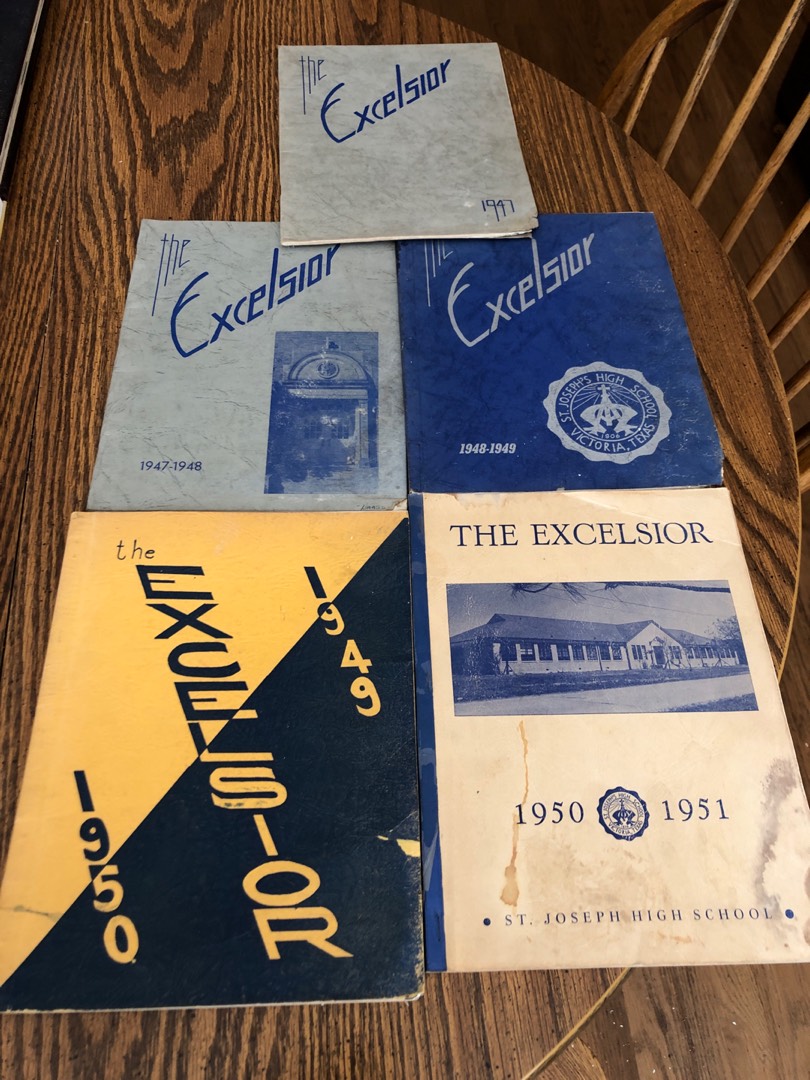 the
Excelsior
1947
the
Excelsior
1947-1948
the
Excelsior
ST. JOSEPH'S HIGH SCHOOL
1906
VICTORIA, TEXAS
1948-1949
the
EXCELSIOR
1949
1950
THE EXCELSIOR
1950
1951
• ST. JOSEPH HIGH SCHOOL •